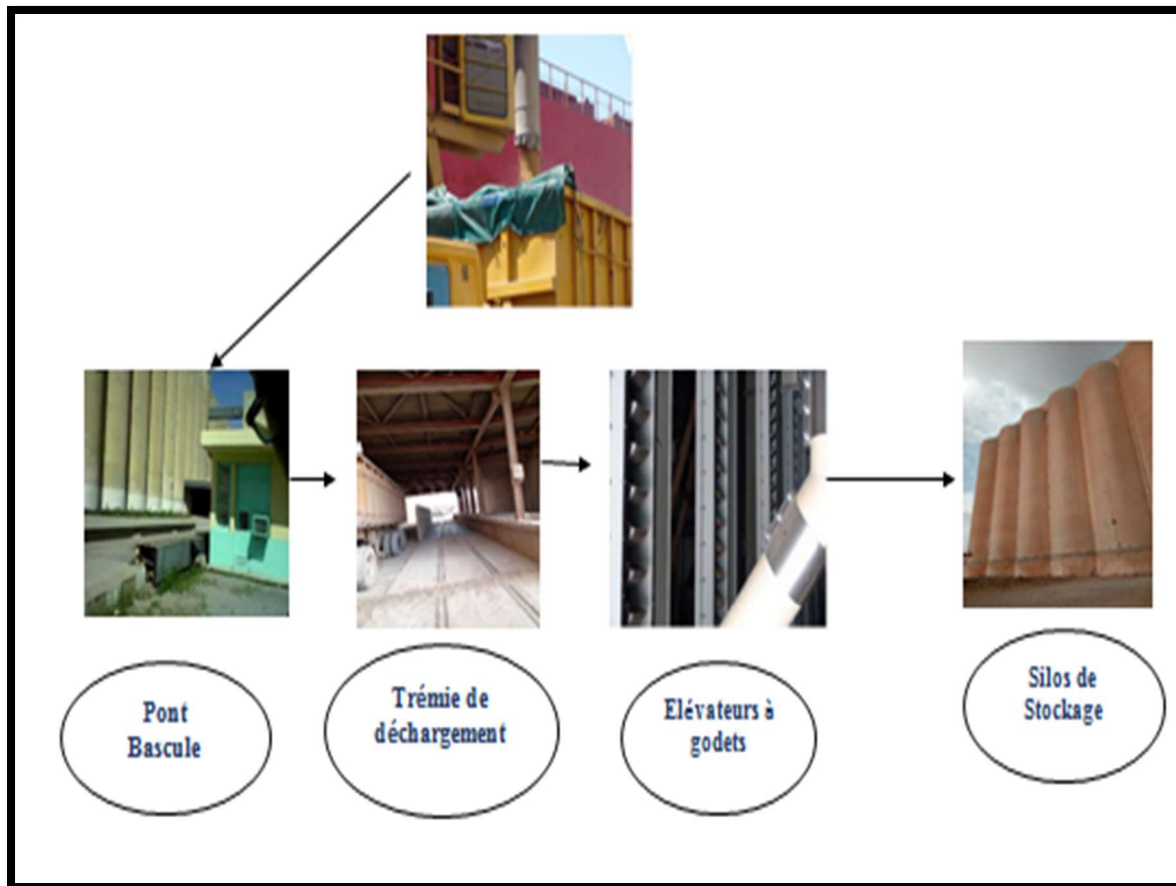 Pont
Bascule
Trémie de
déchargement
Elévateurs à
godets
Silos de
Stockage